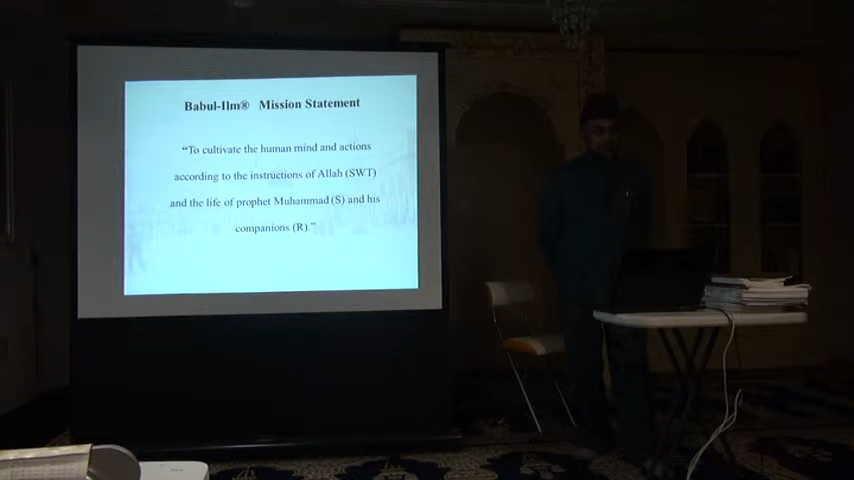 Babul-Ilm® Mission Statement
“To cultivate the human mind and actions
according to the instructions of Allah (SWT)
and the life of prophet Muhammad (S) and his
companions (R).”